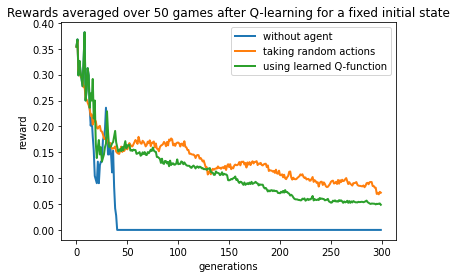 Rewards averaged over 50 games after Q-learning for a fixed initial state
0.40
0.35
0.30
0.25
0.20
0.15
0.10
0.05
0.00
reward
without agent
taking random actions
using learned Q-function
0
50
100
150
200
250
300
generations